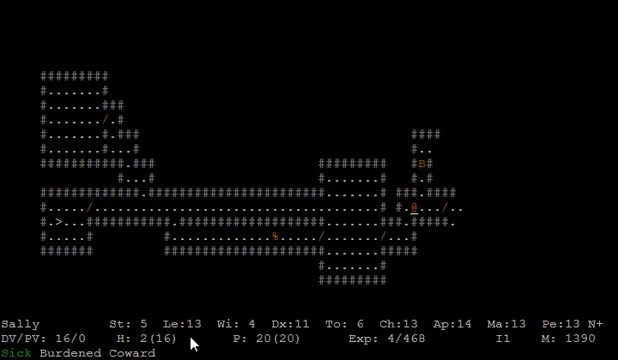 Sally St: 5 Le:13 Wi: 4 Dx:11 To: 6 Ch:13 Ap:14 Ma:13 Pe:13 N+
DV/PV: 16/0 H: 2(16) P: 20(20) Exp: 4/468 I1 M: 1390
Sick Burdened Coward